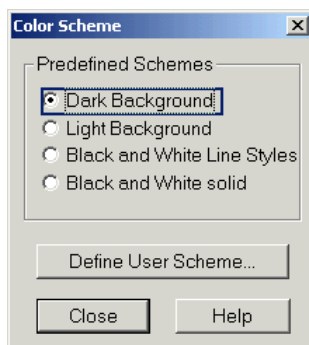 Color Scheme
Predefined Schemes
Dark Background
Light Background
Black and White Line Styles
Black and White solid
Define User Scheme...
Close Help